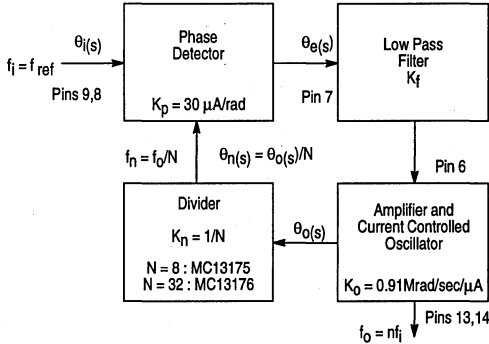 θi(s)
fi = fref
Pins 9,8
Phase
Detector
Kp = 30 µA/rad
θe(s)
Pin 7
Low Pass
Filter
Kf
fn = fo/N
θn(s) = θo(s)/N
Pin 6
Divider
Kn = 1/N
N = 8 : MC13175
N = 32 : MC13176
θo(s)
Amplifier and
Current Controlled
Oscillator
Ko = 0.91Mrad/sec/µA
Pins 13,14
fo = nfi